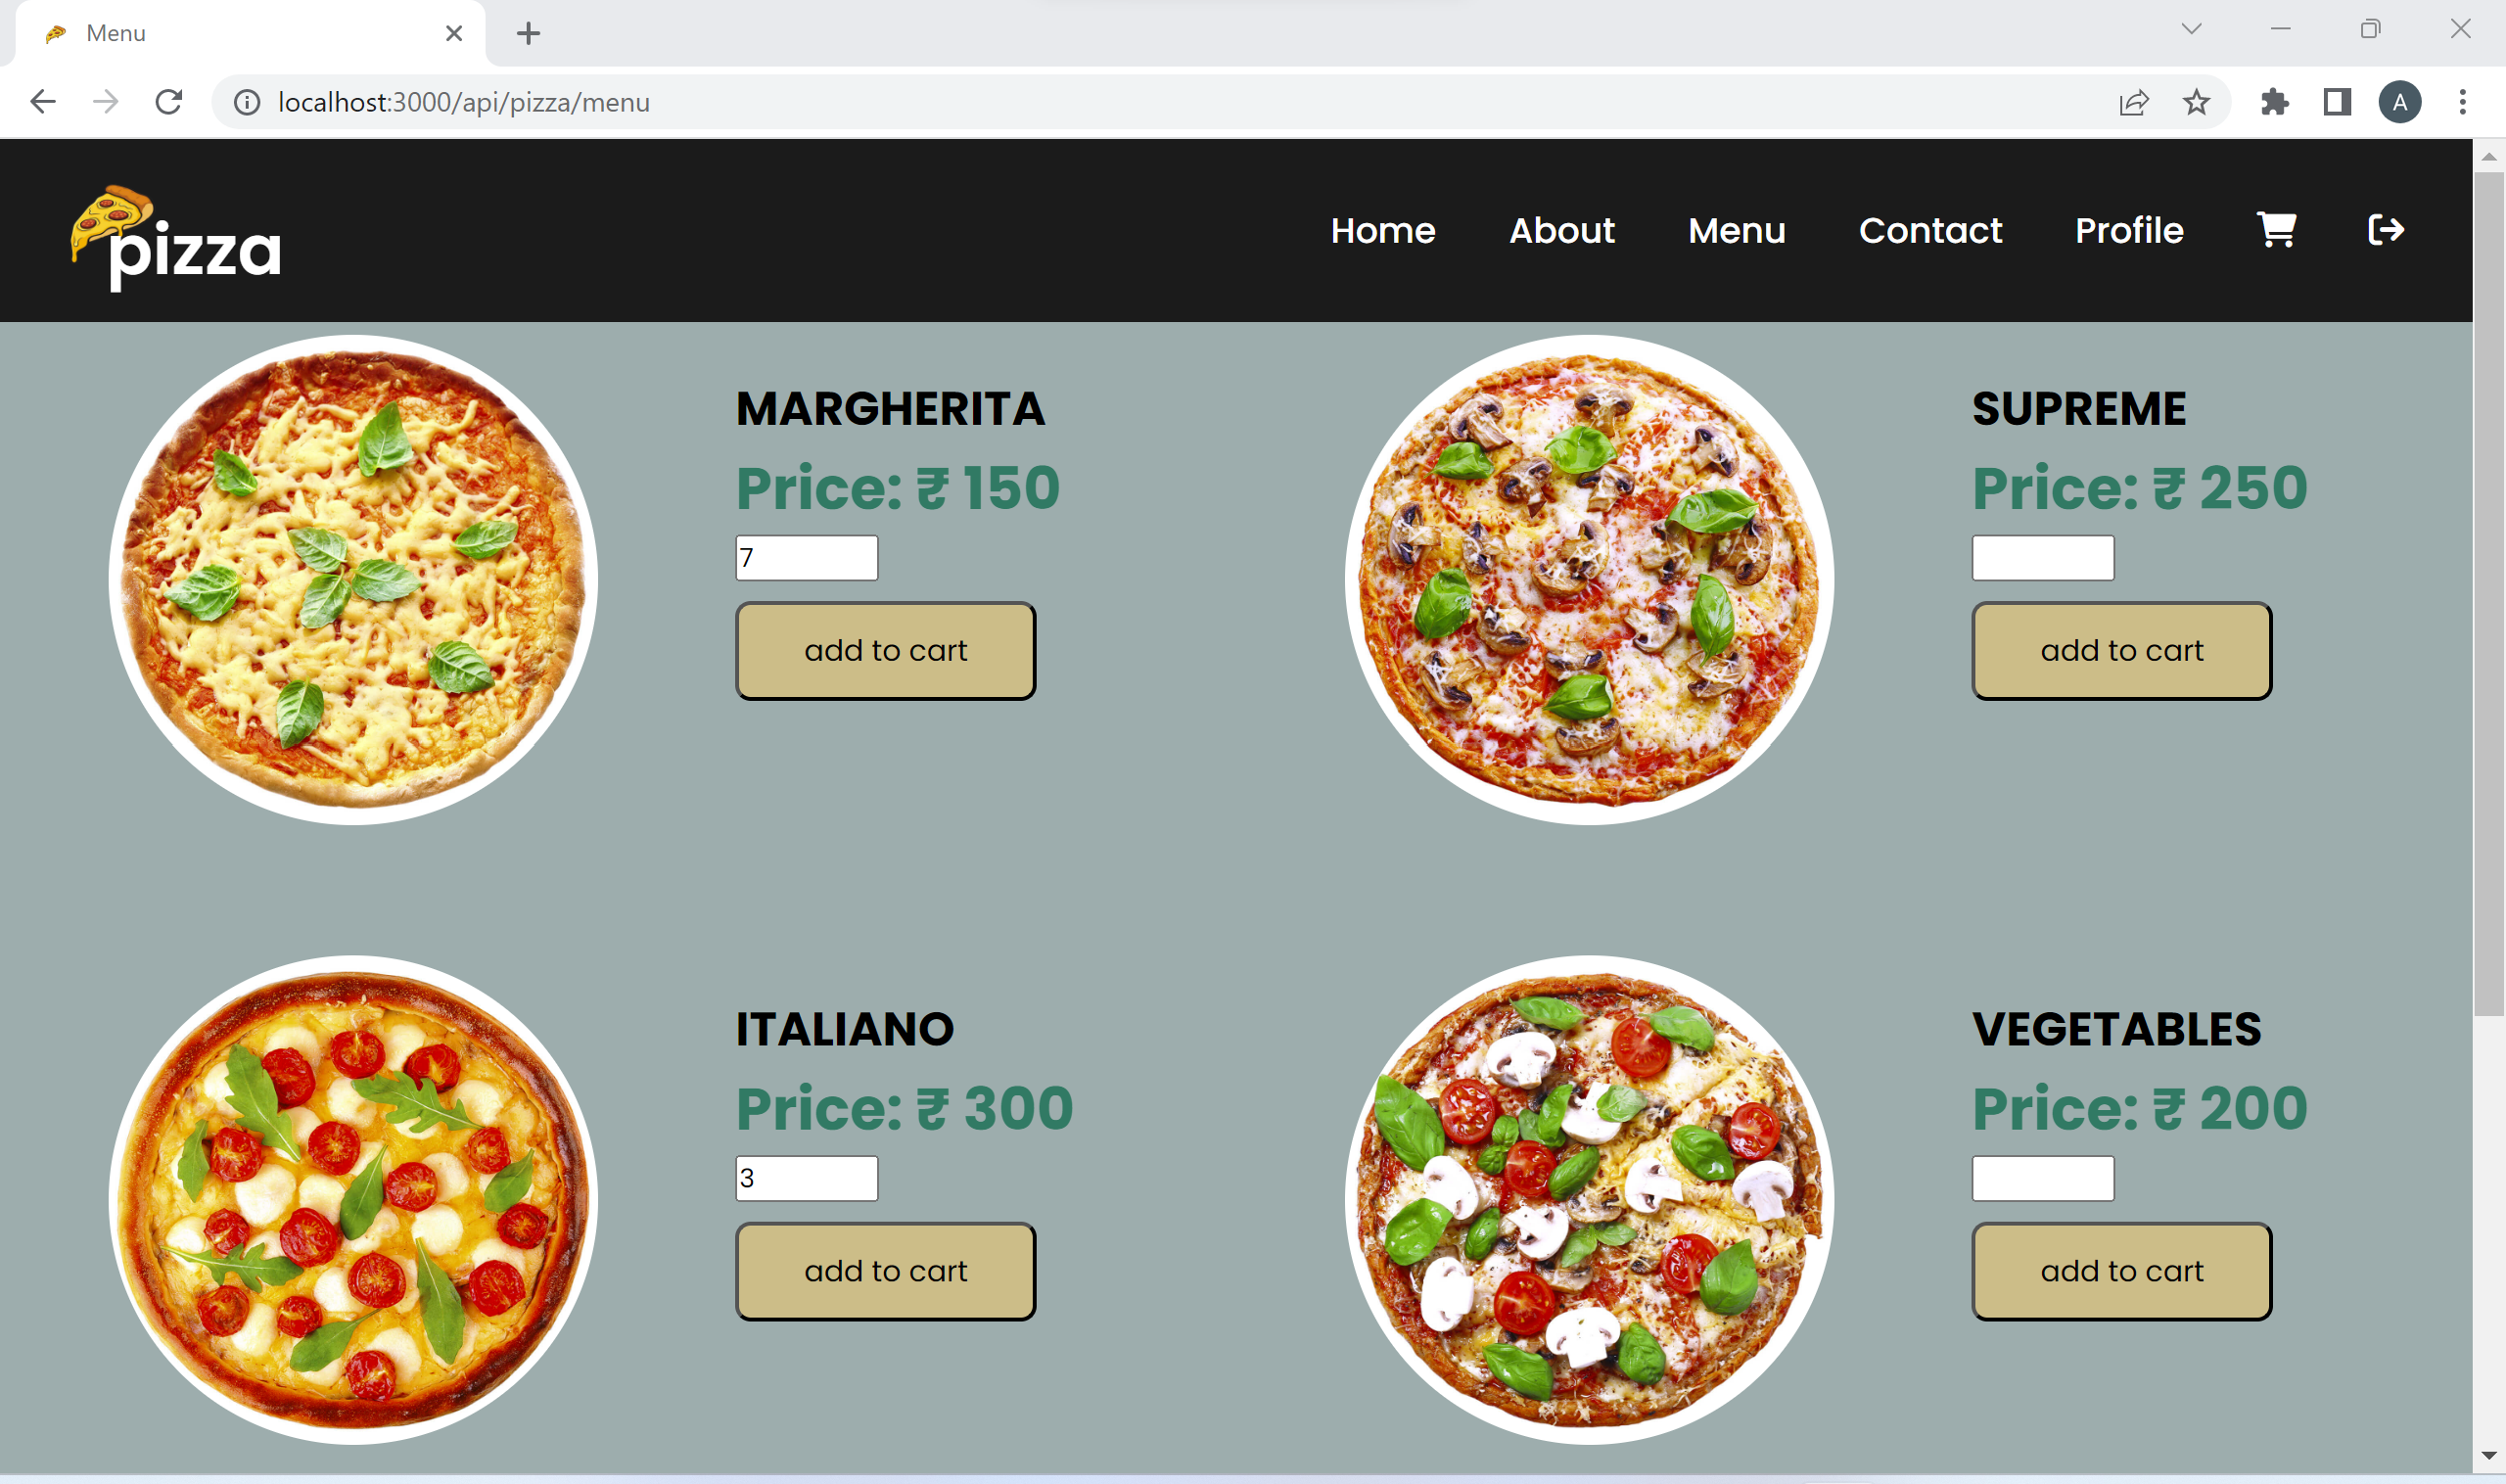 Menu
localhost:3000/api/pizza/menu
A
pizza
Home About Menu Contact Profile
MARGHERITA
Price: ₹ 150
7
add to cart
SUPREME
Price: ₹ 250
add to cart
ITALIANO
Price: ₹ 300
3
add to cart
VEGETABLES
Price: ₹ 200
add to cart